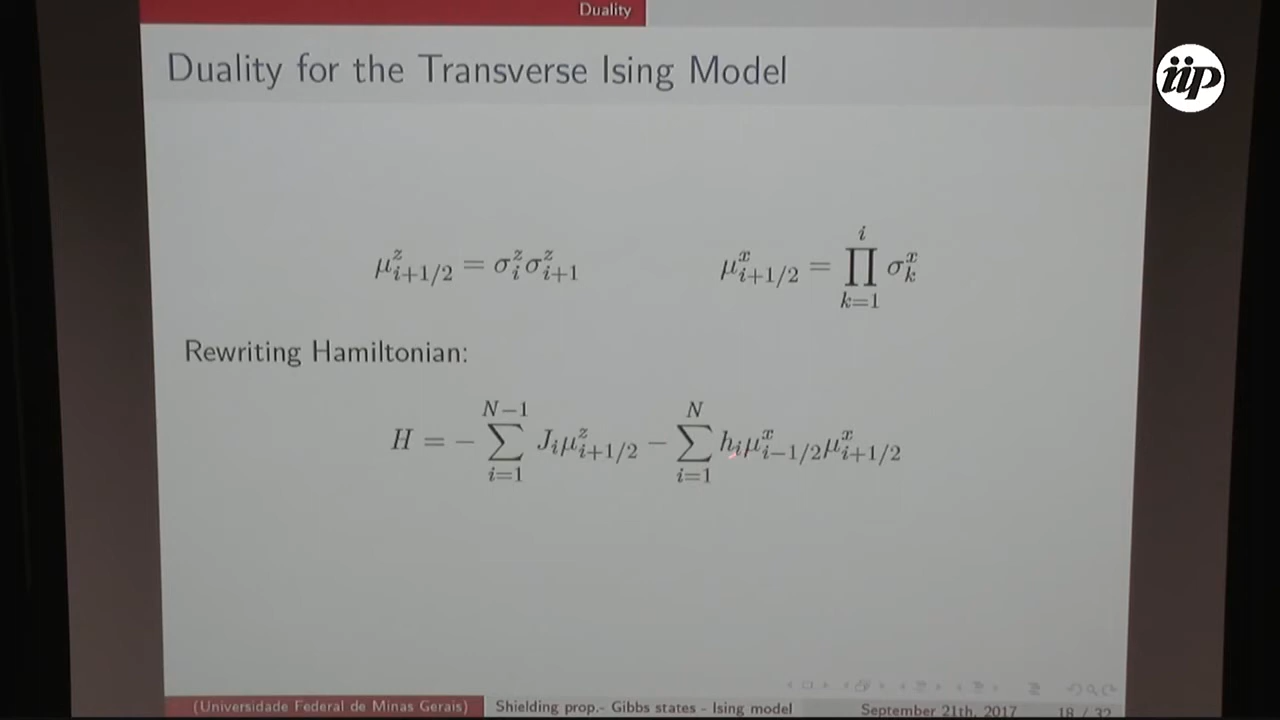 Duality
iip
Duality for the Transverse Ising Model
μ^z_{i+1/2} = σ^z_i σ^z_{i+1}    μ^x_{i+1/2} = ∏_{k=1}^{i} σ^x_k
Rewriting Hamiltonian:
H = − ∑_{i=1}^{N−1} J_i μ^z_{i+1/2} − ∑_{i=1}^{N} h_i μ^x_{i−1/2} μ^x_{i+1/2}
(Universidade Federal de Minas Gerais) Shielding prop.- Gibbs states - Ising model September 21th, 2017 18 / 32